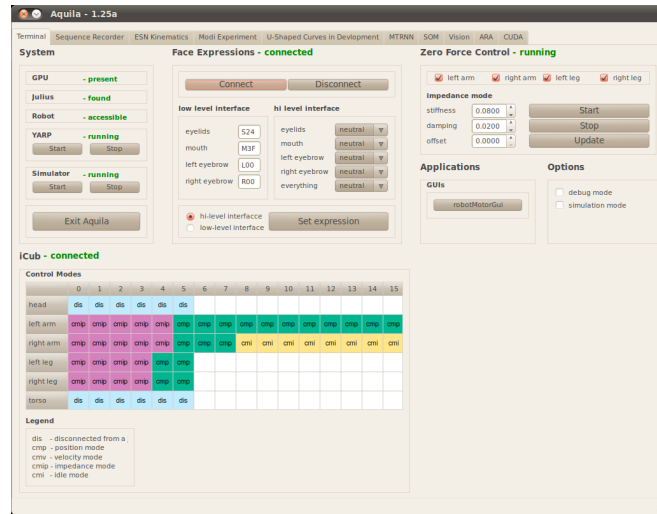 Aquila - 1.25a
Terminal Sequence Recorder ESN Kinematics Modi Experiment U-Shaped Curves in Devlopment MTRNN SOM Vision ARA CUDA
System
GPU - present
Julius - found
Robot - accessible
YARP - running
Start Stop
Simulator - running
Start Stop
Exit Aquila
Face Expressions - connected
Connect Disconnect
low level interface
eyelids S24
mouth M3F
left eyebrow L00
right eyebrow R00
hi level interface
eyelids neutral
mouth neutral
left eyebrow neutral
right eyebrow neutral
everything neutral
hi-level interfacce
low-level interface
Set expression
Zero Force Control - running
left arm right arm left leg right leg
impedance mode
stiffness 0.0800 Start
damping 0.0200 Stop
offset 0.0000 Update
Applications
GUIs
robotMotorGui
Options
debug mode
simulation mode
iCub - connected
Control Modes
0 1 2 3 4 5 6 7 8 9 10 11 12 13 14 15
head dis dis dis dis dis dis
left arm cmip cmip cmip cmip cmip cmp cmp cmp cmp cmp cmp cmp cmp cmp cmp cmp
right arm cmip cmip cmip cmip cmip cmp cmp cmp cmi cmi cmi cmi cmi cmi cmi cmi
left leg cmip cmip cmip cmip cmp cmp
right leg cmip cmip cmip cmip cmp cmp
torso dis dis dis dis dis dis
Legend
dis - disconnected from a
cmp - position mode
cmv - velocity mode
cmip - impedance mode
cmi - idle mode